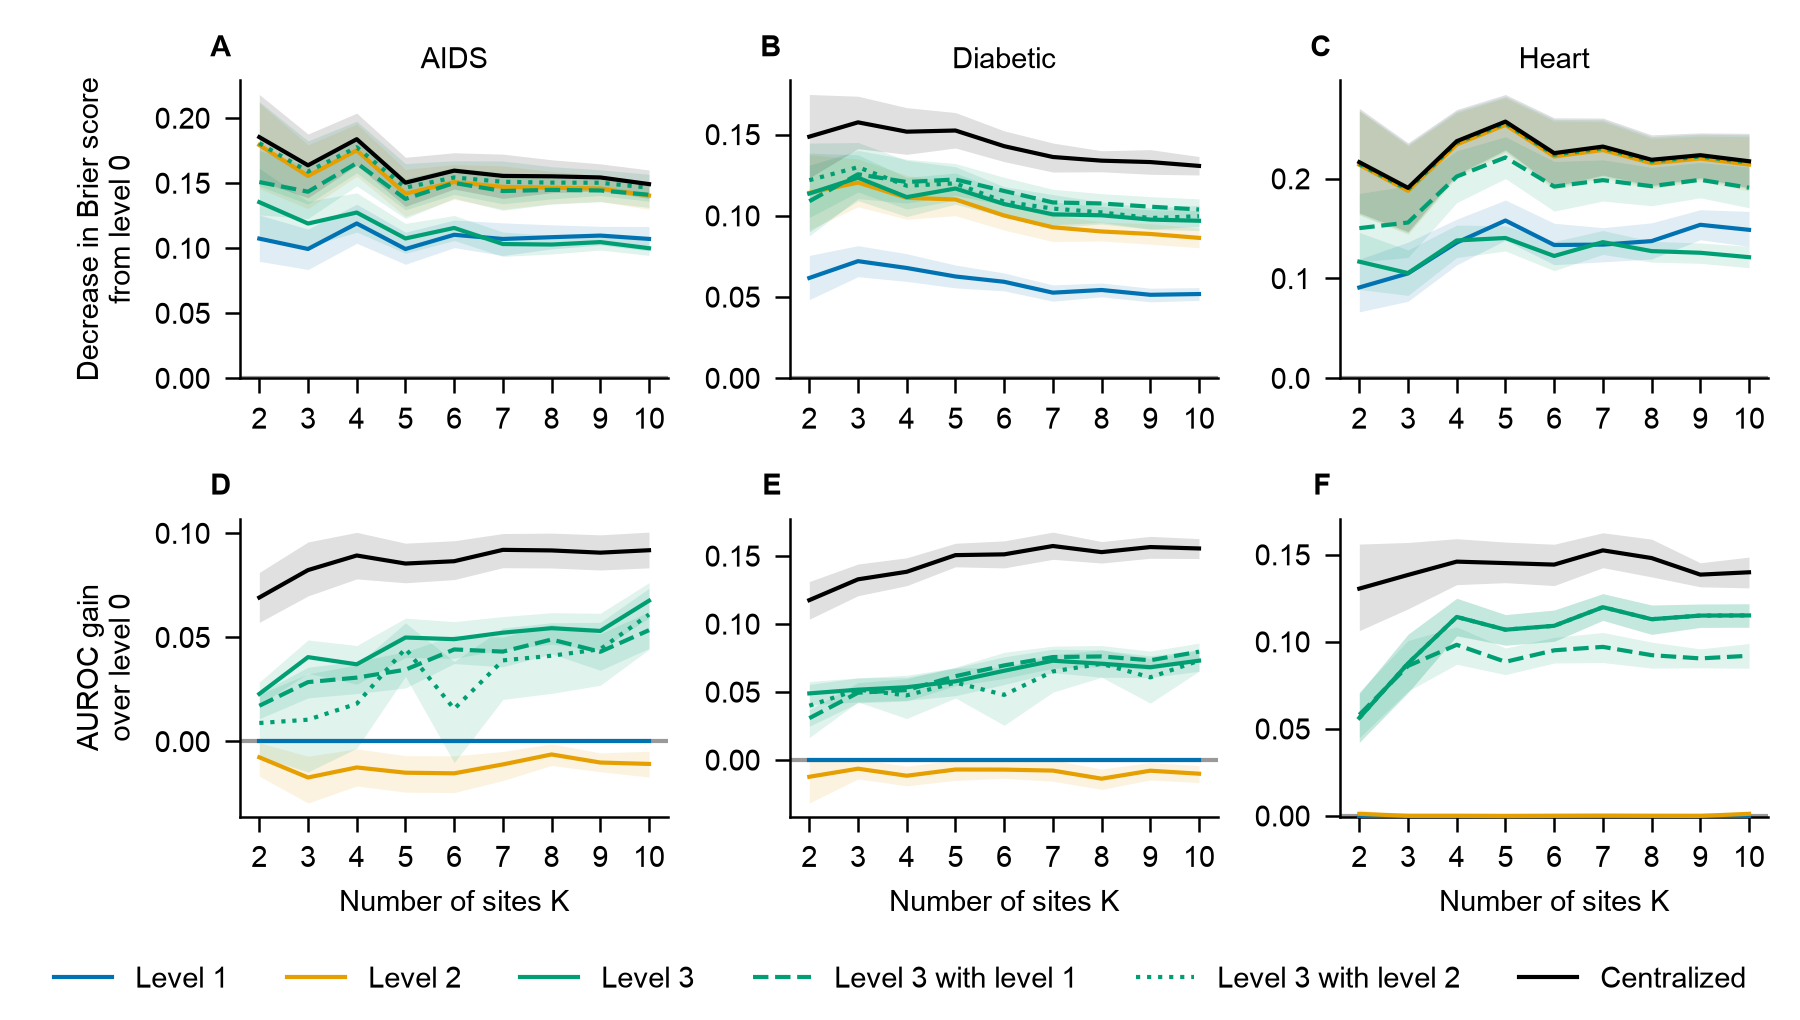 A
AIDS
B
Diabetic
C
Heart
Decrease in Brier score
from level 0
0.20
0.15
0.10
0.05
0.00
2 3 4 5 6 7 8 9 10
0.15
0.10
0.05
0.00
2 3 4 5 6 7 8 9 10
0.2
0.1
0.0
2 3 4 5 6 7 8 9 10
D
E
F
AUROC gain
over level 0
0.10
0.05
0.00
2 3 4 5 6 7 8 9 10
Number of sites K
0.15
0.10
0.05
0.00
2 3 4 5 6 7 8 9 10
Number of sites K
0.15
0.10
0.05
0.00
2 3 4 5 6 7 8 9 10
Number of sites K
Level 1
Level 2
Level 3
Level 3 with level 1
Level 3 with level 2
Centralized